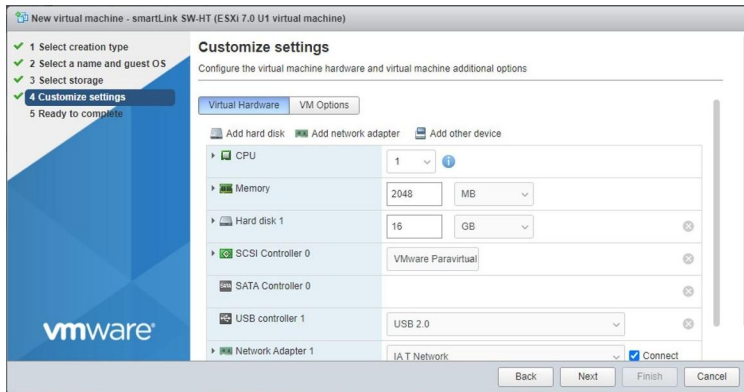 New virtual machine - smartLink SW-HT (ESXi 7.0 U1 virtual machine)
1 Select creation type
2 Select a name and guest OS
3 Select storage
4 Customize settings
5 Ready to complete
vmware®
Customize settings
Configure the virtual machine hardware and virtual machine additional options
Virtual Hardware VM Options
Add hard disk Add network adapter Add other device
CPU 1
Memory 2048 MB
Hard disk 1 16 GB
SCSI Controller 0 VMware Paravirtual
SATA Controller 0
USB controller 1 USB 2.0
Network Adapter 1 IA T Network Connect
Back Next Finish Cancel